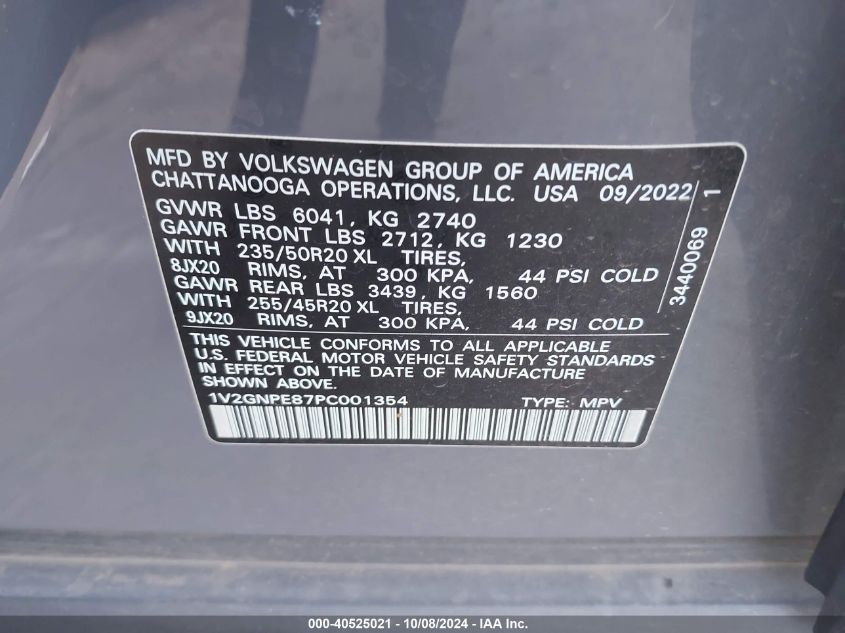 MFD BY VOLKSWAGEN GROUP OF AMERICA
CHATTANOOGA OPERATIONS, LLC. USA 09/2022
GVWR LBS 6041, KG 2740
GAWR FRONT LBS 2712, KG 1230
WITH 235/50R20 XL TIRES,
8JX20 RIMS, AT 300 KPA, 44 PSI COLD
GAWR REAR LBS 3439, KG 1560
WITH 255/45R20 XL TIRES,
9JX20 RIMS, AT 300 KPA, 44 PSI COLD
THIS VEHICLE CONFORMS TO ALL APPLICABLE
U.S. FEDERAL MOTOR VEHICLE SAFETY STANDARDS
IN EFFECT ON THE DATE OF MANUFACTURE
SHOWN ABOVE.
1V2GNPE87PC001354 TYPE: MPV
3440069 1
000-40525021 - 10/08/2024 - IAA Inc.